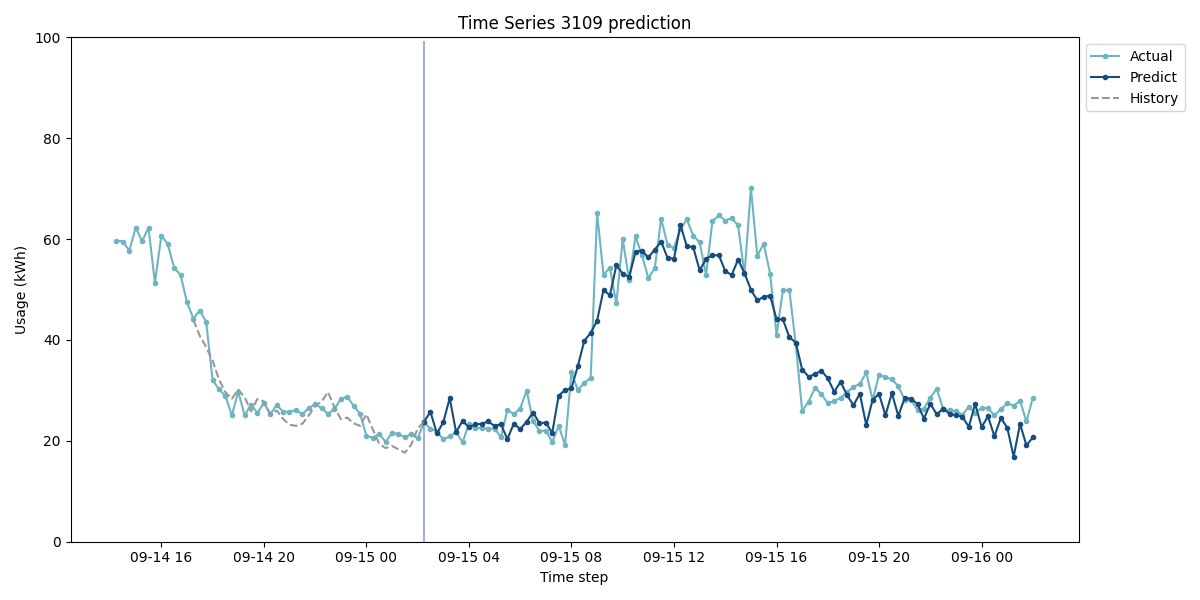 Time Series 3109 prediction
Usage (kWh)
100
80
60
40
20
0
09-14 16
09-14 20
09-15 00
09-15 04
09-15 08
09-15 12
09-15 16
09-15 20
09-16 00
Time step
Actual
Predict
History